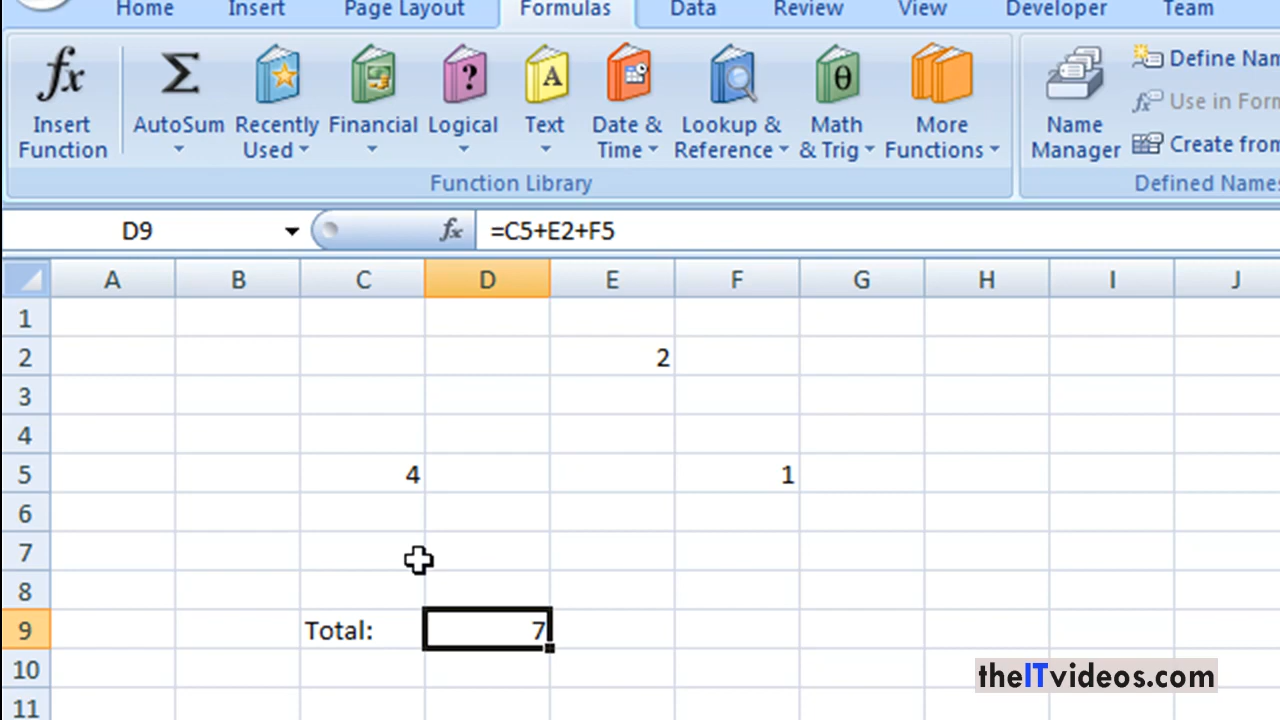 Home Insert Page Layout Formulas Data Review View Developer Team
fx Σ ? A θ
Insert Function AutoSum Recently Used Financial Logical Text Date & Time Lookup & Reference Math & Trig More Functions Name Manager
Define Nam
Use in Form
Create from
Function Library Defined Names
D9 fx =C5+E2+F5
A B C D E F G H I J
1
2 2
3
4
5 4 1
6
7
8
9 Total: 7
10
11
theITvideos.com